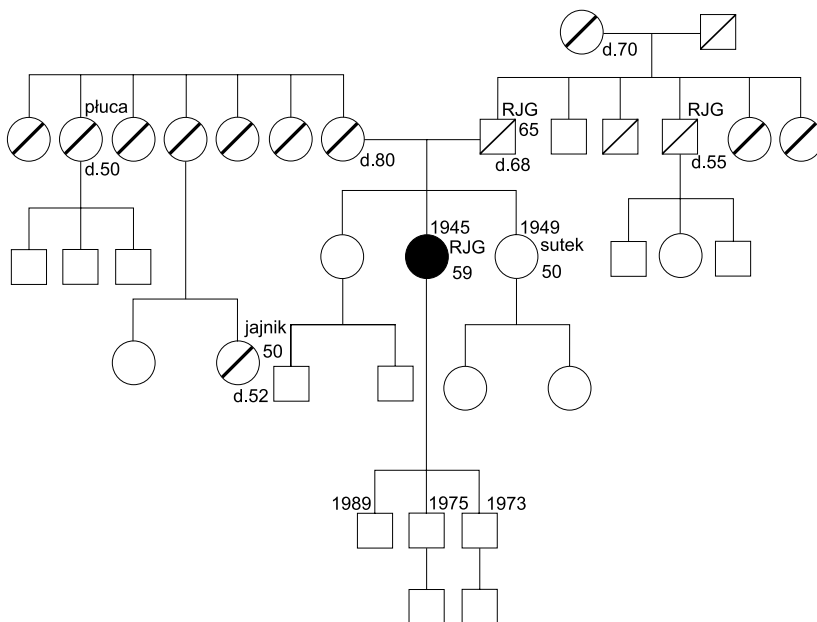 d.70
płuca
RJG
65
RJG
d.50
d.80
d.68
d.55
1945
RJG
59
1949
sutek
50
jajnik
50
d.52
1989
1975
1973